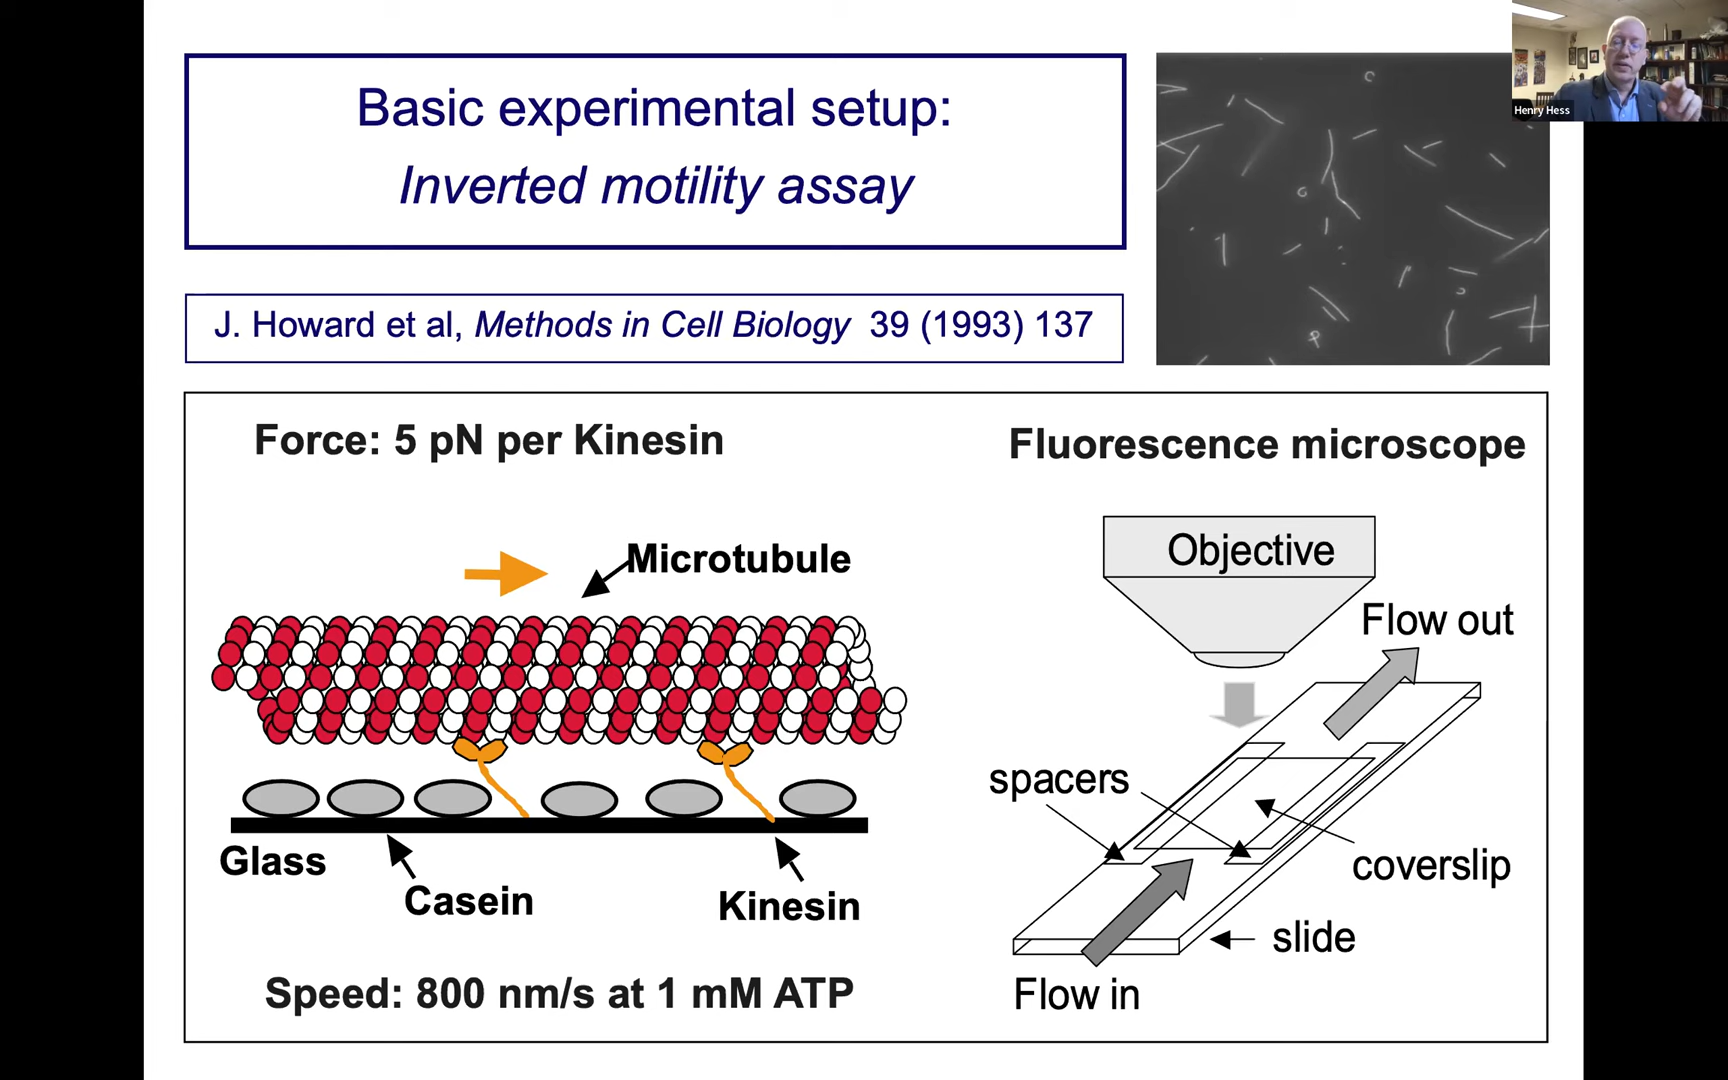 Basic experimental setup:
Inverted motility assay
Henry Hess
J. Howard et al, Methods in Cell Biology 39 (1993) 137
Force: 5 pN per Kinesin
Microtubule
Glass
Casein
Kinesin
Speed: 800 nm/s at 1 mM ATP
Fluorescence microscope
Objective
Flow out
spacers
coverslip
slide
Flow in